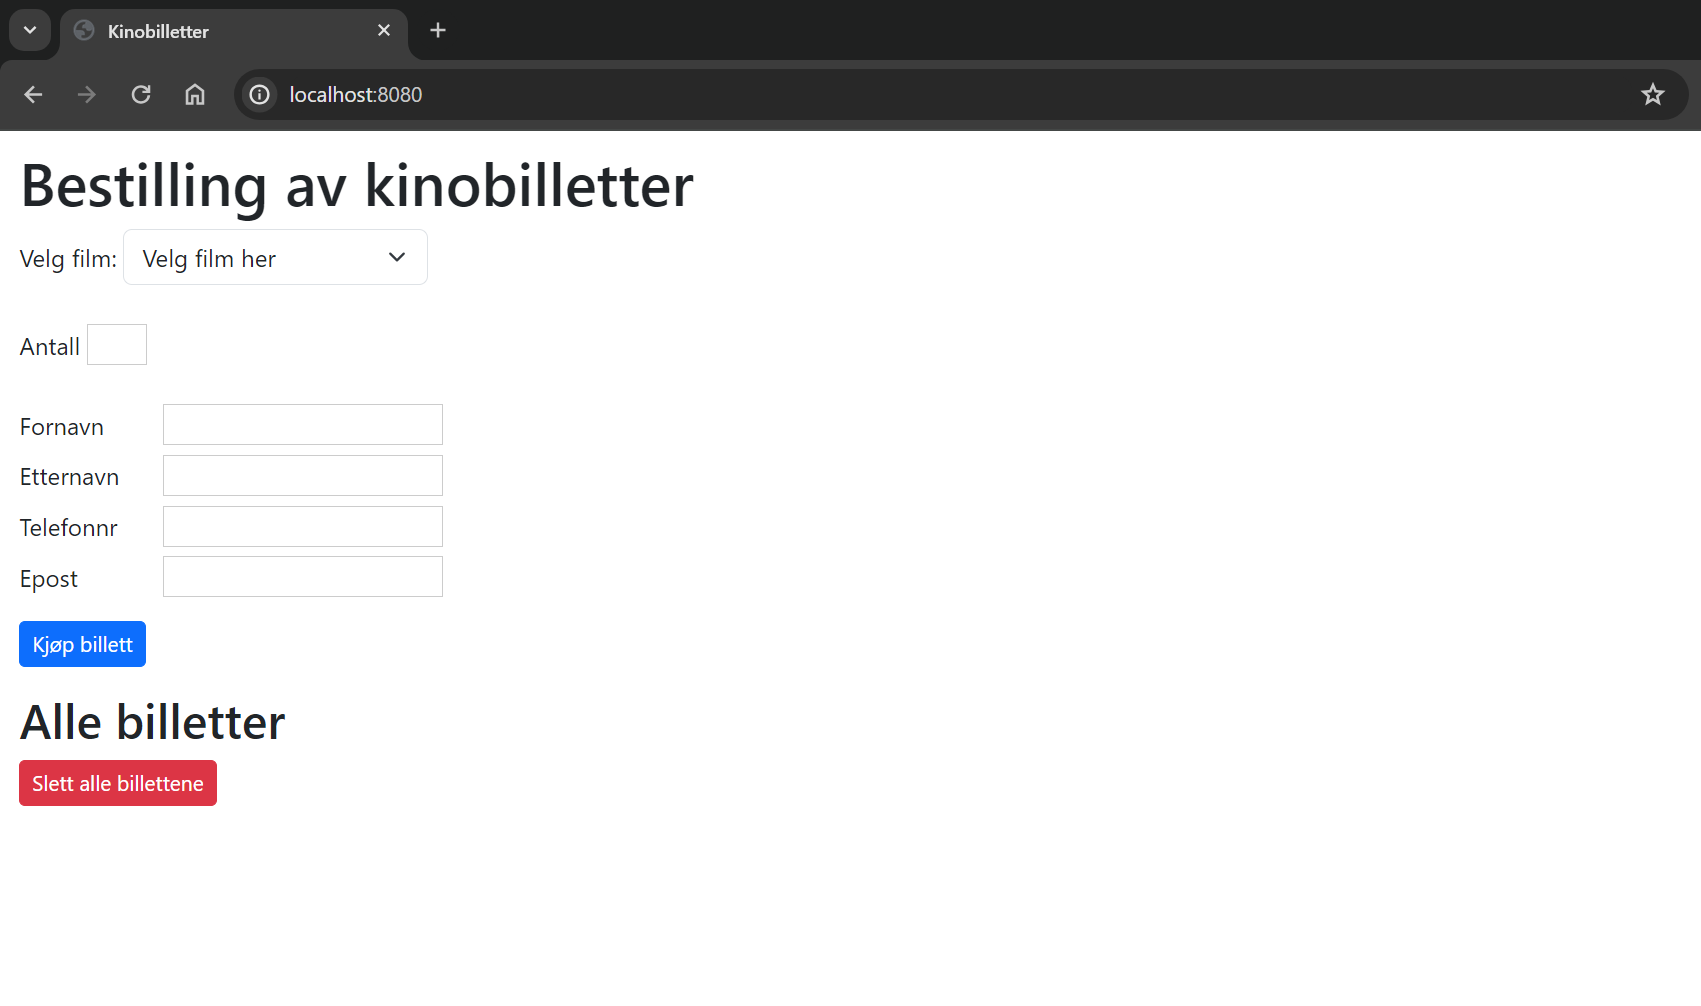 Kinobilletter
localhost:8080
Bestilling av kinobilletter
Velg film: Velg film her
Antall
Fornavn
Etternavn
Telefonnr
Epost
Kjøp billett
Alle billetter
Slett alle billettene